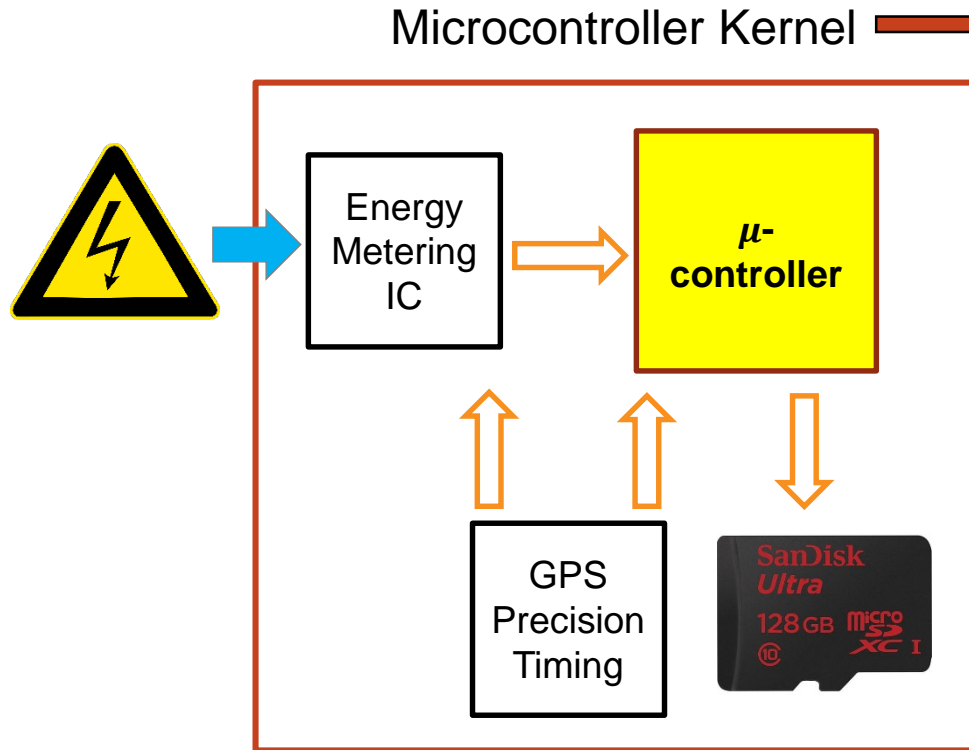 Microcontroller Kernel
Energy
Metering
IC
μ-
controller
GPS
Precision
Timing
SanDisk
Ultra
128GB micro
SD
XC I
10